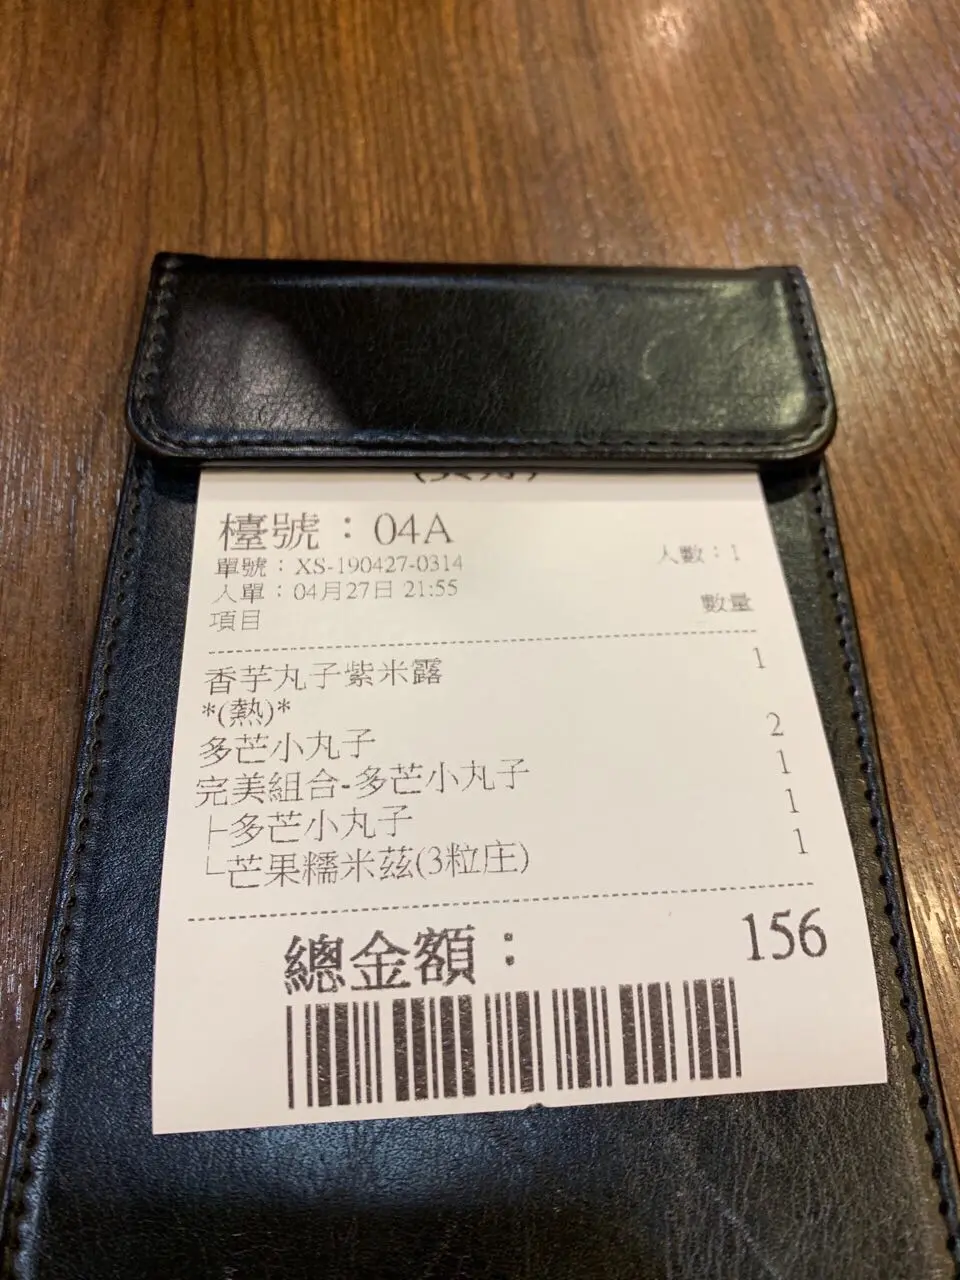 檯號：04A
單號：XS-190427-0314 人數：1
入單：04月27日 21:55
項目 數量
香芋丸子紫米露 1
*(熱)*
多芒小丸子 2
完美組合-多芒小丸子 1
├多芒小丸子 1
└芒果糯米茲(3粒庄) 1
總金額： 156